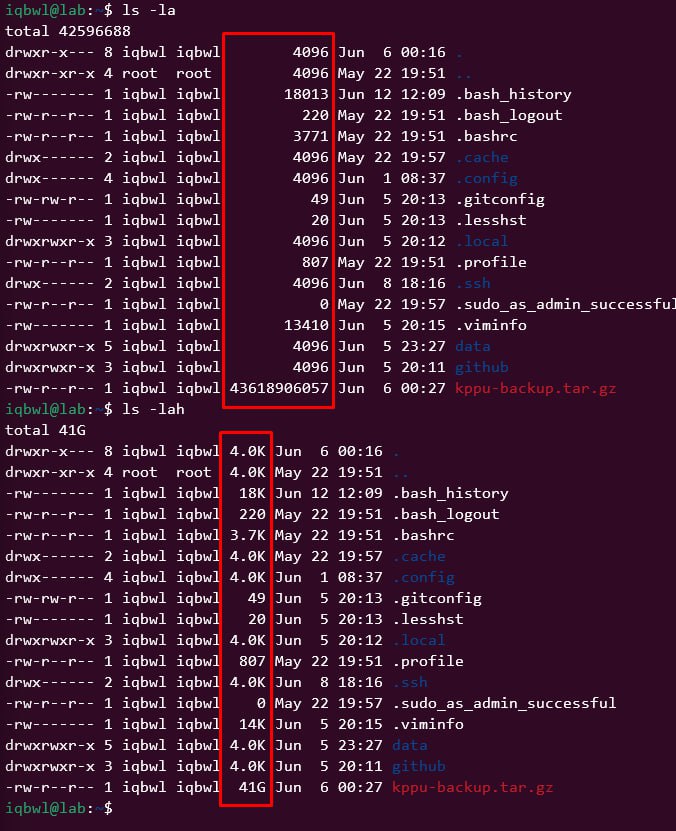 iqbwl@lab:~$ ls -la
total 42596688
drwxr-x--- 8 iqbwl iqbwl 4096 Jun 6 00:16 .
drwxr-xr-x 4 root root 4096 May 22 19:51 ..
-rw------- 1 iqbwl iqbwl 18013 Jun 12 12:09 .bash_history
-rw-r--r-- 1 iqbwl iqbwl 220 May 22 19:51 .bash_logout
-rw-r--r-- 1 iqbwl iqbwl 3771 May 22 19:51 .bashrc
drwx------ 2 iqbwl iqbwl 4096 May 22 19:57 .cache
drwx------ 4 iqbwl iqbwl 4096 Jun 1 08:37 .config
-rw-rw-r-- 1 iqbwl iqbwl 49 Jun 5 20:13 .gitconfig
-rw------- 1 iqbwl iqbwl 20 Jun 5 20:13 .lesshst
drwxrwxr-x 3 iqbwl iqbwl 4096 Jun 5 20:12 .local
-rw-r--r-- 1 iqbwl iqbwl 807 May 22 19:51 .profile
drwx------ 2 iqbwl iqbwl 4096 Jun 8 18:16 .ssh
-rw-r--r-- 1 iqbwl iqbwl 0 May 22 19:57 .sudo_as_admin_successful
-rw------- 1 iqbwl iqbwl 13410 Jun 5 20:15 .viminfo
drwxrwxr-x 5 iqbwl iqbwl 4096 Jun 5 23:27 data
drwxrwxr-x 3 iqbwl iqbwl 4096 Jun 5 20:11 github
-rw-r--r-- 1 iqbwl iqbwl 43618906057 Jun 6 00:27 kppu-backup.tar.gz
iqbwl@lab:~$ ls -lah
total 41G
drwxr-x--- 8 iqbwl iqbwl 4.0K Jun 6 00:16 .
drwxr-xr-x 4 root root 4.0K May 22 19:51 ..
-rw------- 1 iqbwl iqbwl 18K Jun 12 12:09 .bash_history
-rw-r--r-- 1 iqbwl iqbwl 220 May 22 19:51 .bash_logout
-rw-r--r-- 1 iqbwl iqbwl 3.7K May 22 19:51 .bashrc
drwx------ 2 iqbwl iqbwl 4.0K May 22 19:57 .cache
drwx------ 4 iqbwl iqbwl 4.0K Jun 1 08:37 .config
-rw-rw-r-- 1 iqbwl iqbwl 49 Jun 5 20:13 .gitconfig
-rw------- 1 iqbwl iqbwl 20 Jun 5 20:13 .lesshst
drwxrwxr-x 3 iqbwl iqbwl 4.0K Jun 5 20:12 .local
-rw-r--r-- 1 iqbwl iqbwl 807 May 22 19:51 .profile
drwx------ 2 iqbwl iqbwl 4.0K Jun 8 18:16 .ssh
-rw-r--r-- 1 iqbwl iqbwl 0 May 22 19:57 .sudo_as_admin_successful
-rw------- 1 iqbwl iqbwl 14K Jun 5 20:15 .viminfo
drwxrwxr-x 5 iqbwl iqbwl 4.0K Jun 5 23:27 data
drwxrwxr-x 3 iqbwl iqbwl 4.0K Jun 5 20:11 github
-rw-r--r-- 1 iqbwl iqbwl 41G Jun 6 00:27 kppu-backup.tar.gz
iqbwl@lab:~$